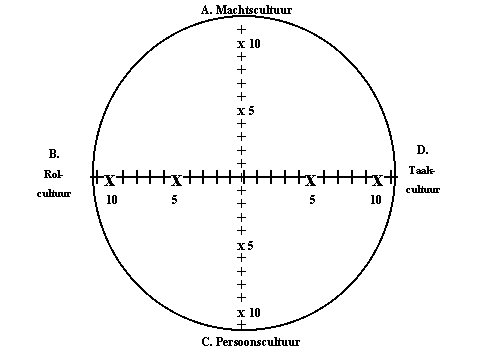 A. Machtscultuur
x 10
x 5
B.
Rol-
cultuur
D.
Taak-
cultuur
x x x x
10 5 5 10
x 5
x 10
C. Persoonscultuur